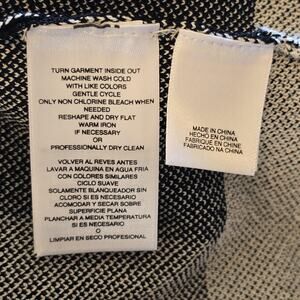 TURN GARMENT INSIDE OUT
MACHINE WASH COLD
WITH LIKE COLORS
GENTLE CYCLE
ONLY NON CHLORINE BLEACH WHEN
NEEDED
RESHAPE AND DRY FLAT
WARM IRON
IF NECESSARY
OR
PROFESSIONALLY DRY CLEAN
VOLVER AL REVES ANTES
LAVAR A MAQUINA EN AGUA FRIA
CON COLORES SIMILARES
CICLO SUAVE
SOLAMENTE BLANQUEADOR SIN
CLORO SI ES NECESARIO
ACOMODAR Y SECAR SOBRE
SUPERFICIE PLANA
PLANCHAR A MEDIA TEMPERATURA
SI ES NECESARIO
O
LIMPIAR EN SECO PROFESIONAL
MADE IN CHINA
HECHO EN CHINA
FABRIQUE EN CHINE
FABRICADO NA CHINA